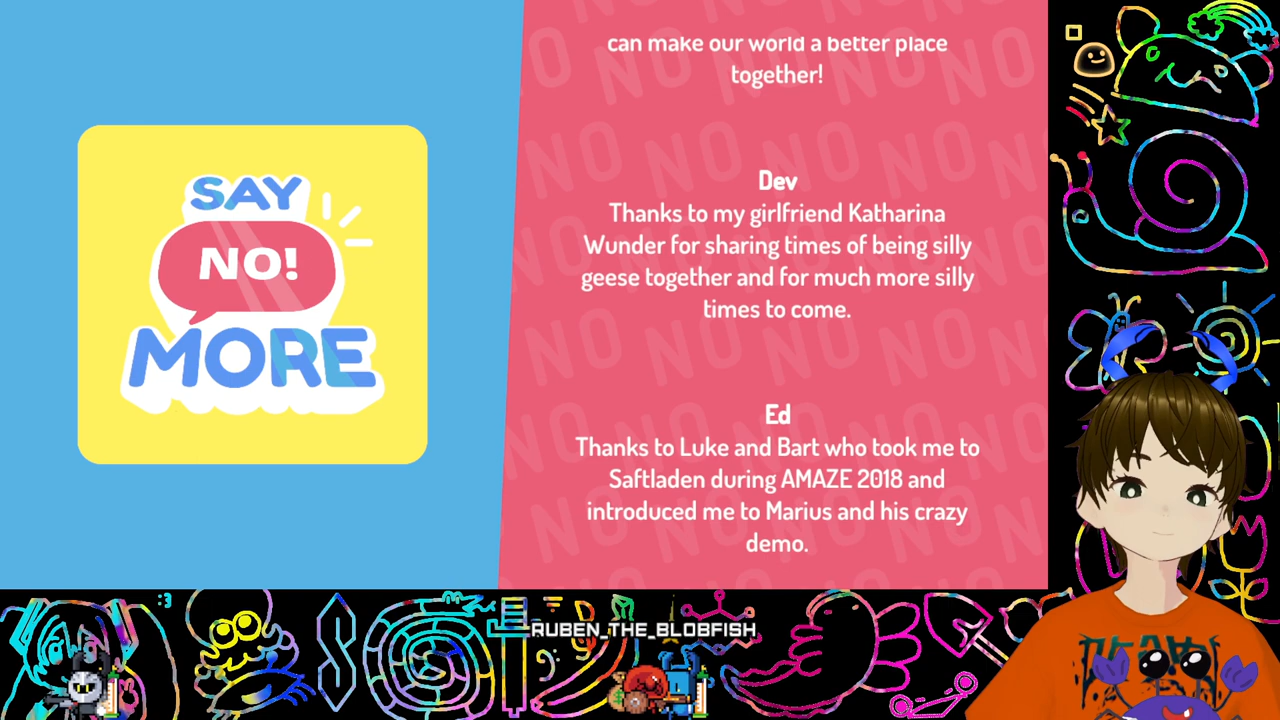 SAY
NO!
MORE
can make our world a better place
together!
Dev
Thanks to my girlfriend Katharina
Wunder for sharing times of being silly
geese together and for much more silly
times to come.
Ed
Thanks to Luke and Bart who took me to
Saftladen during AMAZE 2018 and
introduced me to Marius and his crazy
demo.
:3
RUBEN_THE_BLOBFISH